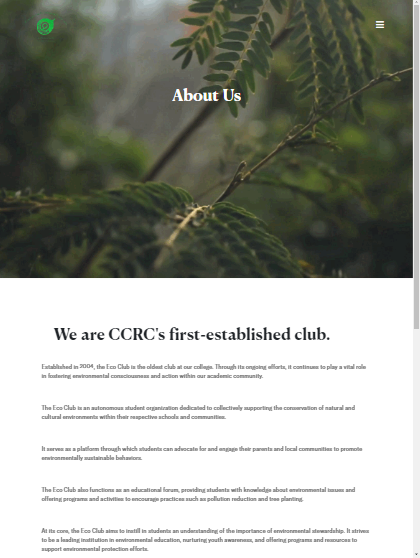 About Us
We are CCRC's first-established club.
Established in 2004, the Eco Club is the oldest club at our college. Through its ongoing efforts, it continues to play a vital role
in fostering environmental consciousness and action within our academic community.
The Eco Club is an autonomous student organization dedicated to collectively supporting the conservation of natural and
cultural environments within their respective schools and communities.
It serves as a platform through which students can advocate for and engage their parents and local communities to promote
environmentally sustainable behaviors.
The Eco Club also functions as an educational forum, providing students with knowledge about environmental issues and
offering programs and activities to encourage practices such as pollution reduction and tree planting.
At its core, the Eco Club aims to instill in students an understanding of the importance of environmental stewardship. It strives
to be a leading institution in environmental education, nurturing youth awareness, and offering programs and resources to
support environmental protection efforts.